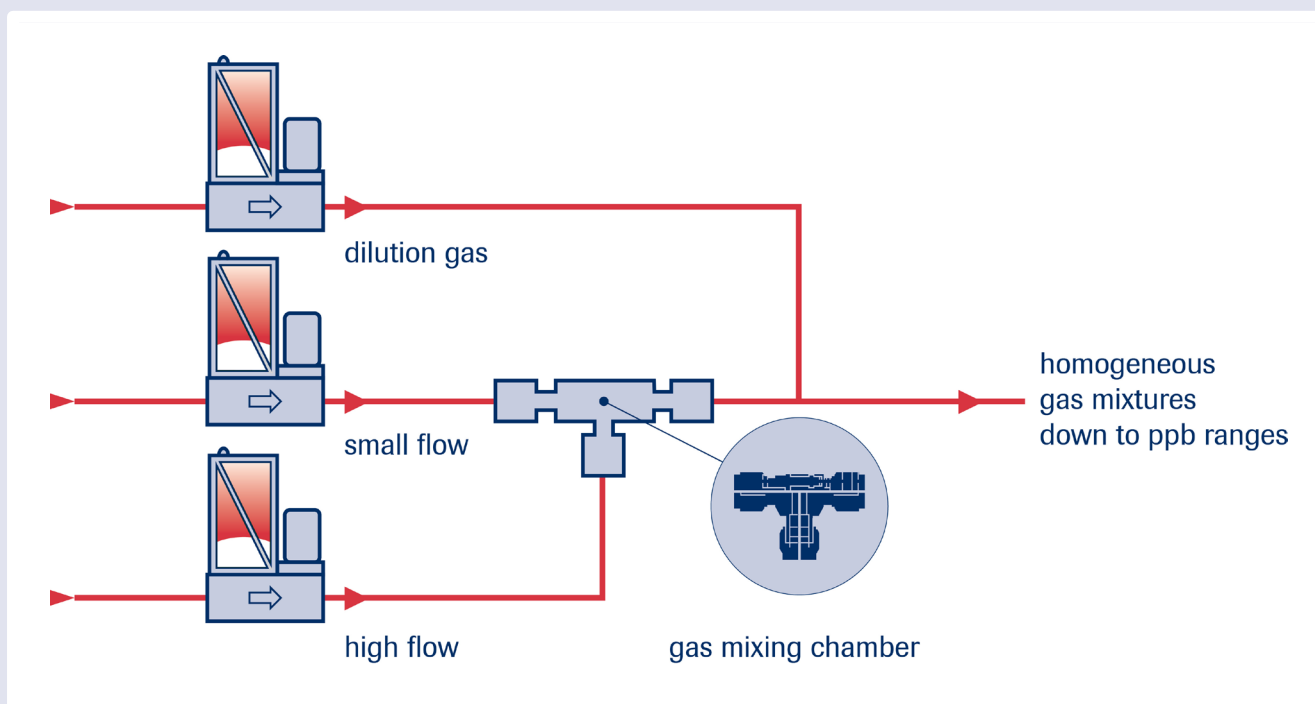 dilution gas
small flow
high flow
gas mixing chamber
homogeneous
gas mixtures
down to ppb ranges